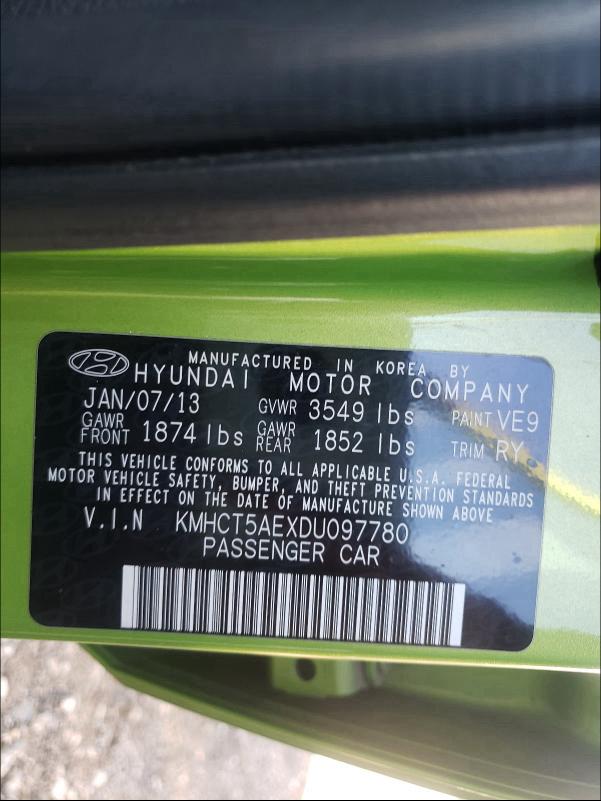 MANUFACTURED IN KOREA BY
HYUNDAI MOTOR COMPANY
JAN/07/13 GVWR 3549 lbs PAINT VE9
GAWR FRONT 1874 lbs GAWR REAR 1852 lbs TRIM RY
THIS VEHICLE CONFORMS TO ALL APPLICABLE U.S.A. FEDERAL
MOTOR VEHICLE SAFETY, BUMPER, AND THEFT PREVENTION STANDARDS
IN EFFECT ON THE DATE OF MANUFACTURE SHOWN ABOVE
V.I.N KMHCT5AEXDU097780
PASSENGER CAR